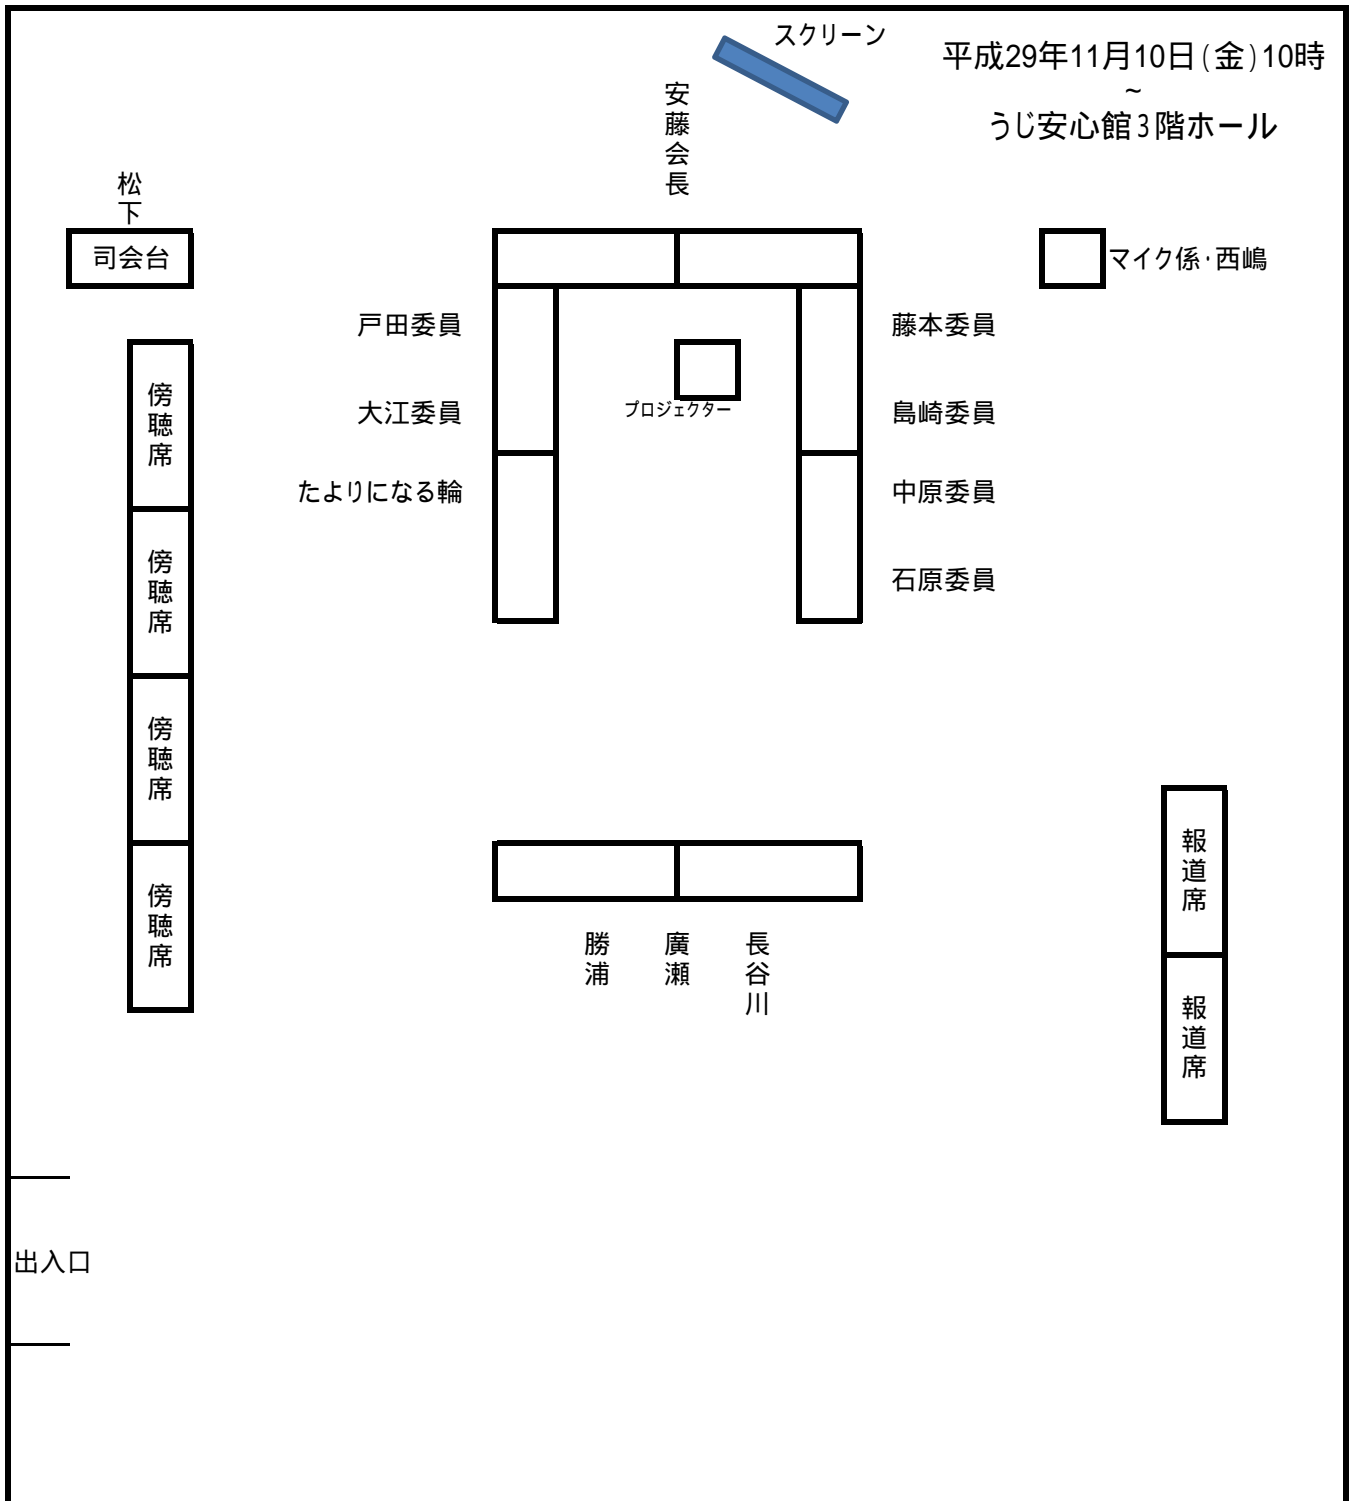 スクリーン
平成29年11月10日(金)10時
~
うじ安心館3階ホール
安藤会長
松下
司会台
マイク係・西嶋
戸田委員
藤本委員
大江委員
プロジェクター
島崎委員
たよりになる輪
中原委員
石原委員
傍聴席
傍聴席
傍聴席
傍聴席
報道席
報道席
勝浦
廣瀬
長谷川
出入口